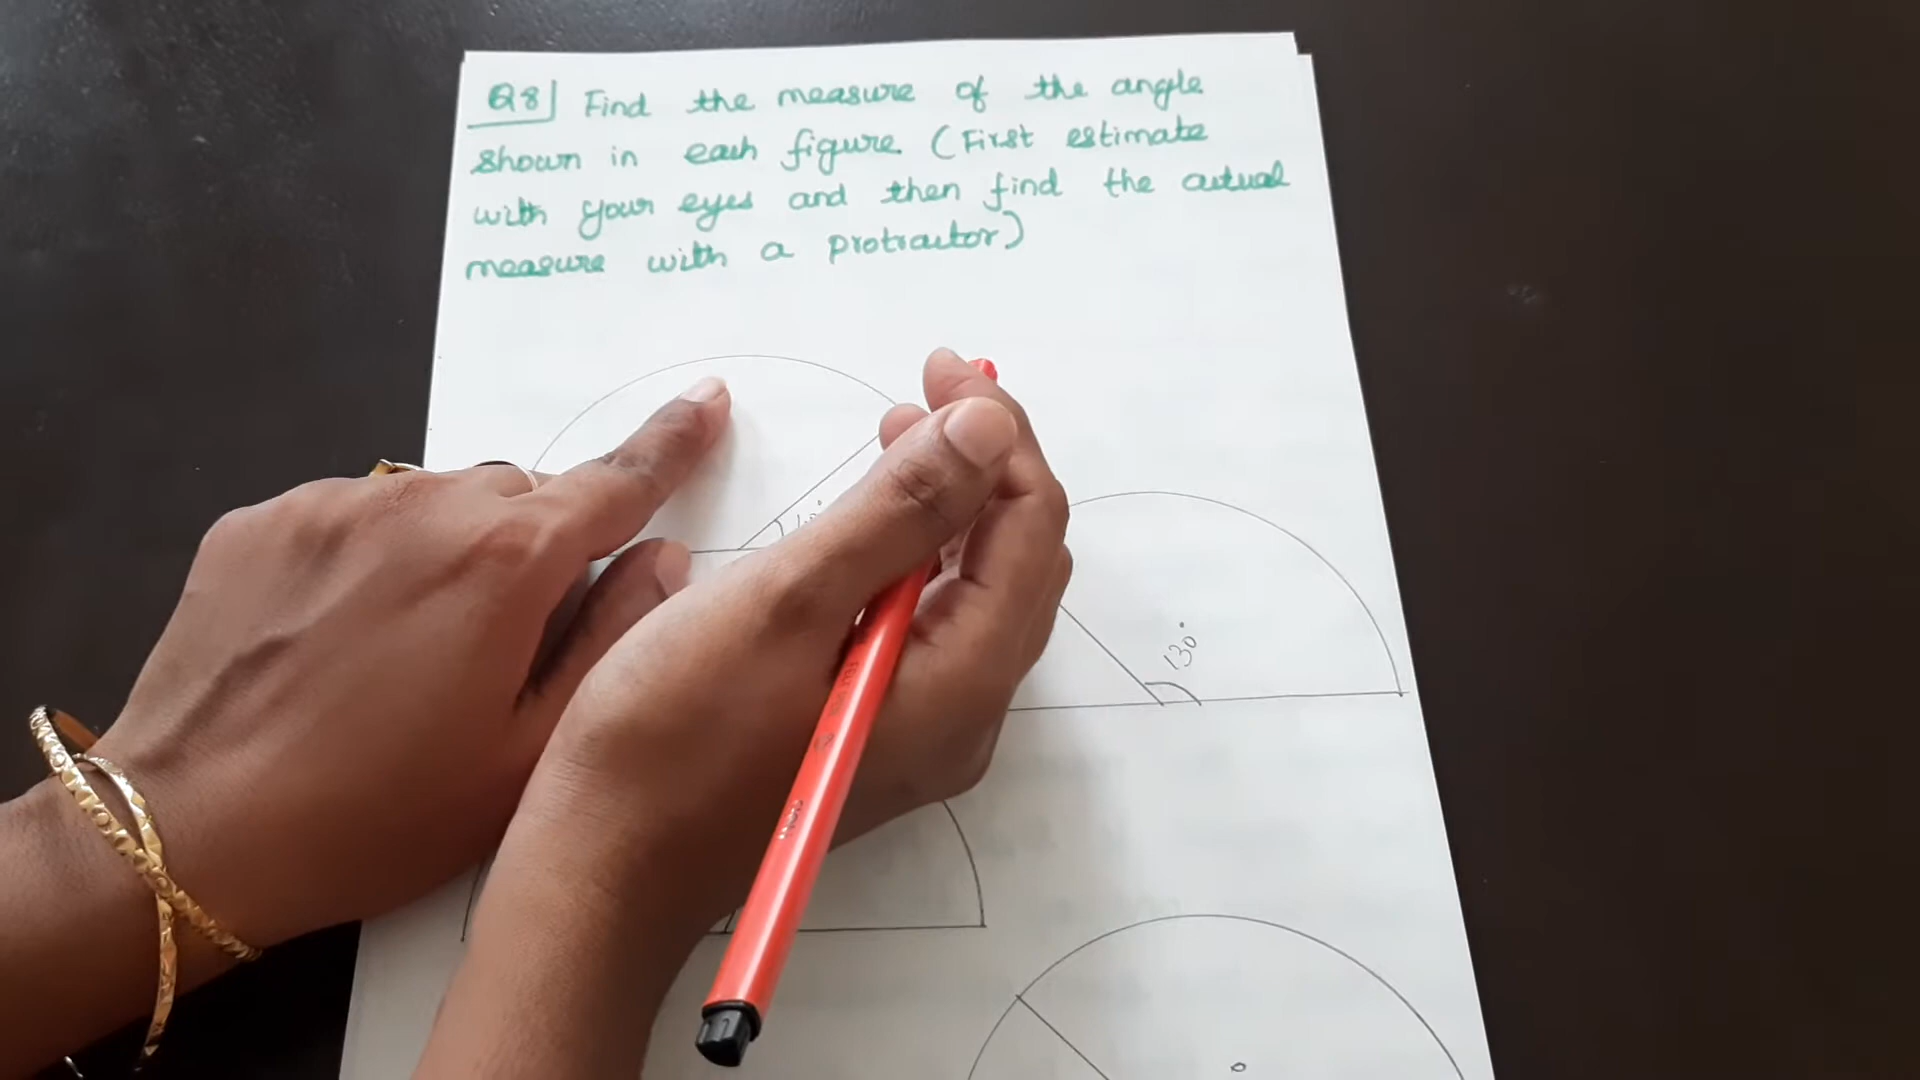 Q8 Find the measure of the angle
shown in each figure (First estimate
with your eyes and then find the actual
measure with a protractor)
130°